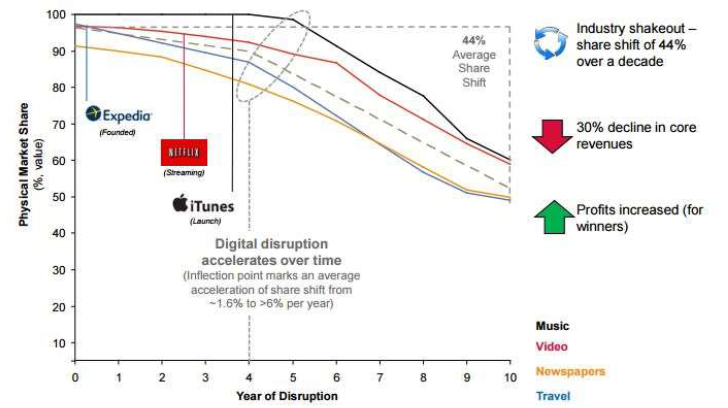 100
90
80
70
60
50
40
30
20
10
Physical Market Share
(%, value)
0 1 2 3 4 5 6 7 8 9 10
Year of Disruption
Expedia
(Founded)
NETFLIX
(Streaming)
iTunes
(Launch)
Digital disruption
accelerates over time
(Inflection point marks an average
acceleration of share shift from
~1.6% to >6% per year)
44%
Average
Share
Shift
Industry shakeout –
share shift of 44%
over a decade
30% decline in core
revenues
Profits increased (for
winners)
Music
Video
Newspapers
Travel